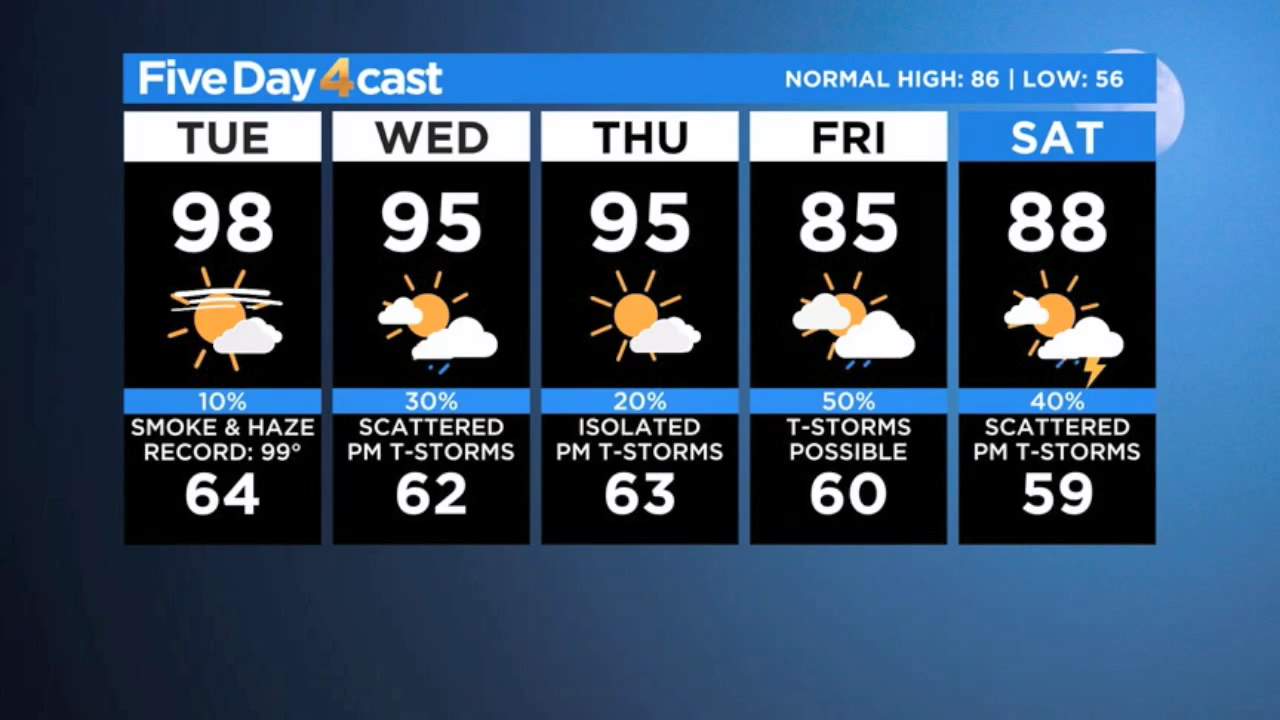 Five Day 4cast
NORMAL HIGH: 86 | LOW: 56
TUE
98
10%
SMOKE & HAZE
RECORD: 99°
64
WED
95
30%
SCATTERED
PM T-STORMS
62
THU
95
20%
ISOLATED
PM T-STORMS
63
FRI
85
50%
T-STORMS
POSSIBLE
60
SAT
88
40%
SCATTERED
PM T-STORMS
59